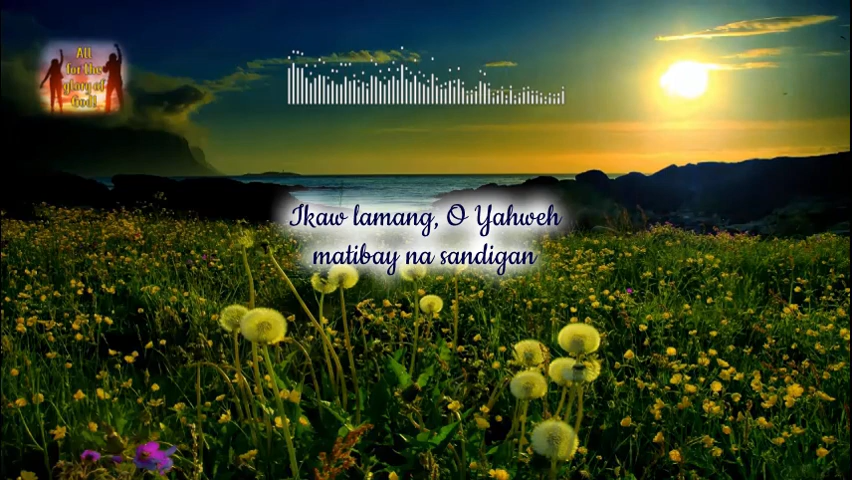 All
for the
glory of
God!
Ikaw lamang, O Yahweh
matibay na sandigan